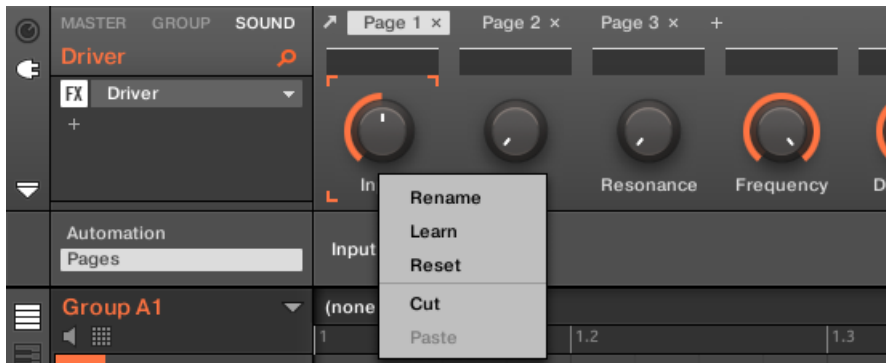 MASTER GROUP SOUND
Page 1 × Page 2 × Page 3 × +
Driver
FX Driver
+
In
Resonance Frequency D
Rename
Learn
Reset
Cut
Paste
Automation
Pages
Input
Group A1
(none
1 1.2 1.3